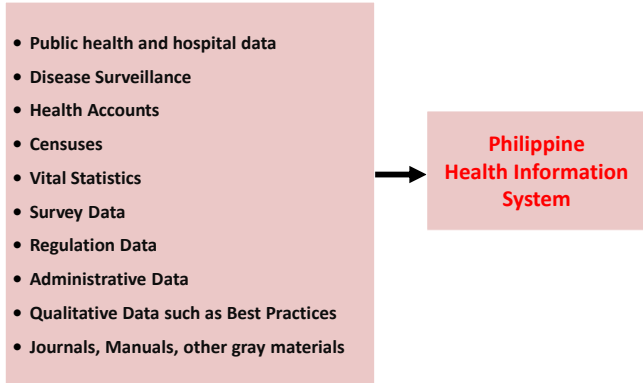 • Public health and hospital data
• Disease Surveillance
• Health Accounts
• Censuses
• Vital Statistics
• Survey Data
• Regulation Data
• Administrative Data
• Qualitative Data such as Best Practices
• Journals, Manuals, other gray materials
Philippine
Health Information
System